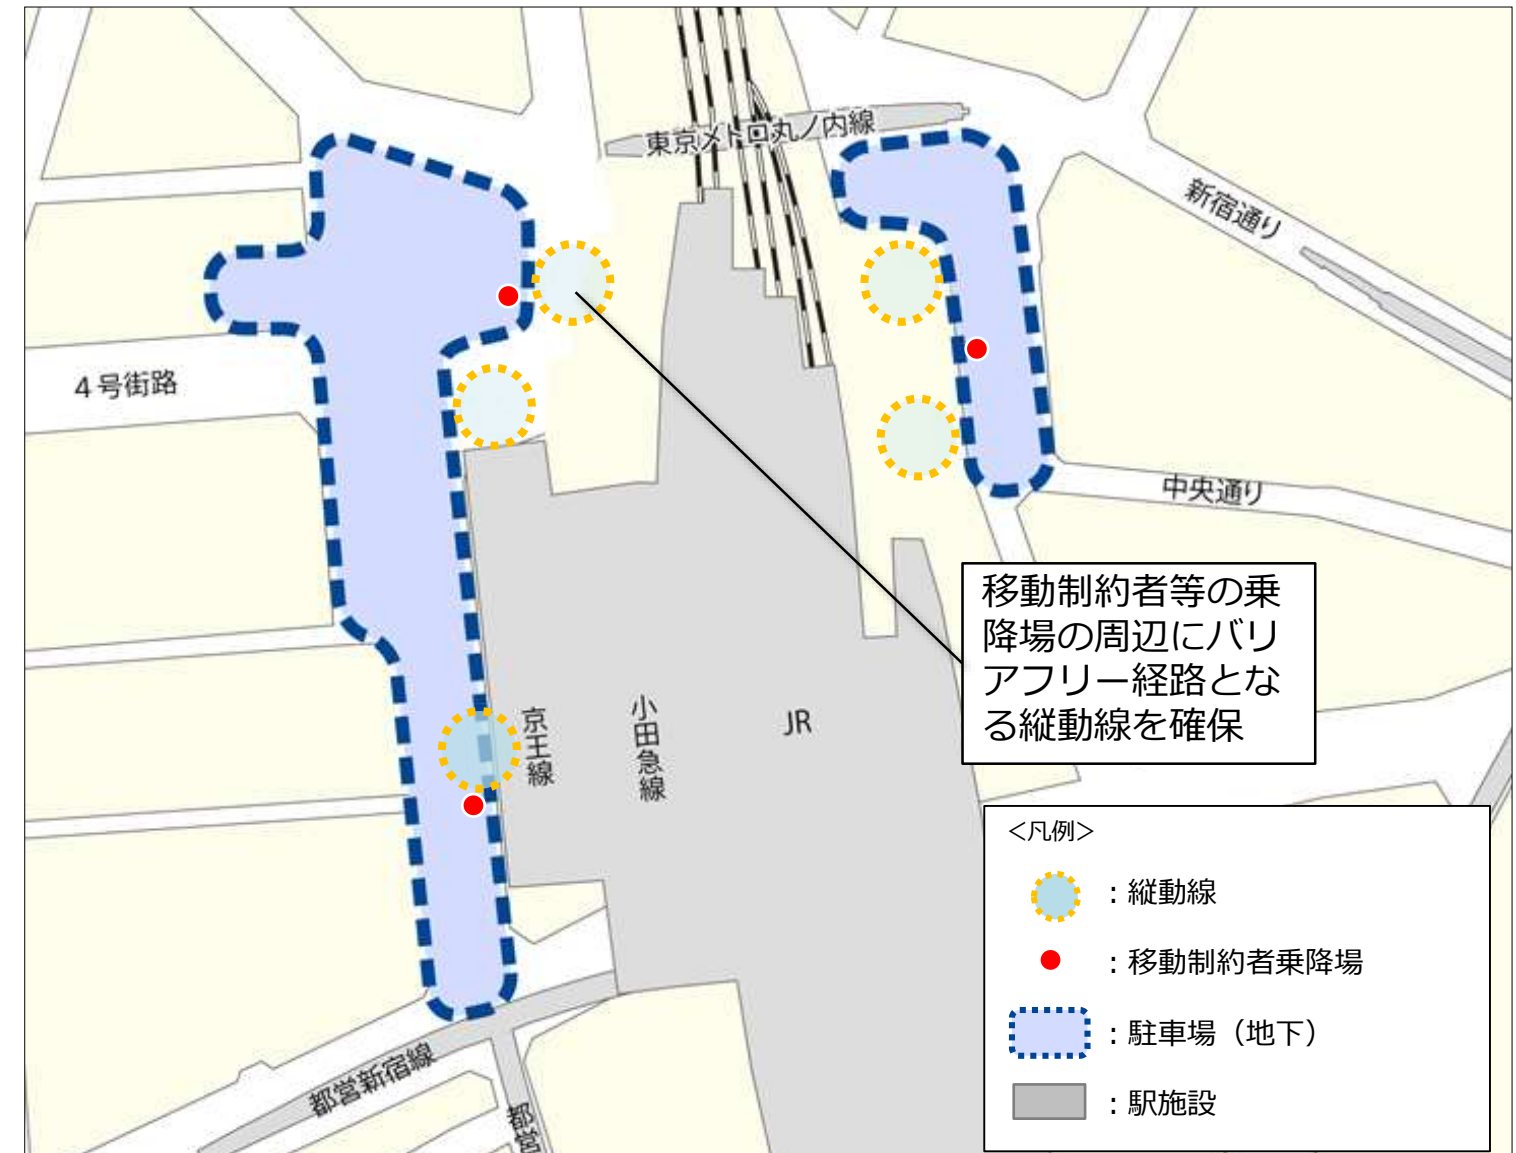 東京メトロ丸ノ内線
新宿通り
4号街路
中央通り
移動制約者等の乗
降場の周辺にバリ
アフリー経路とな
る縦動線を確保
京王線
小田急線
JR
<凡例>
：縦動線
：移動制約者乗降場
：駐車場（地下）
：駅施設
都営新宿線
都営